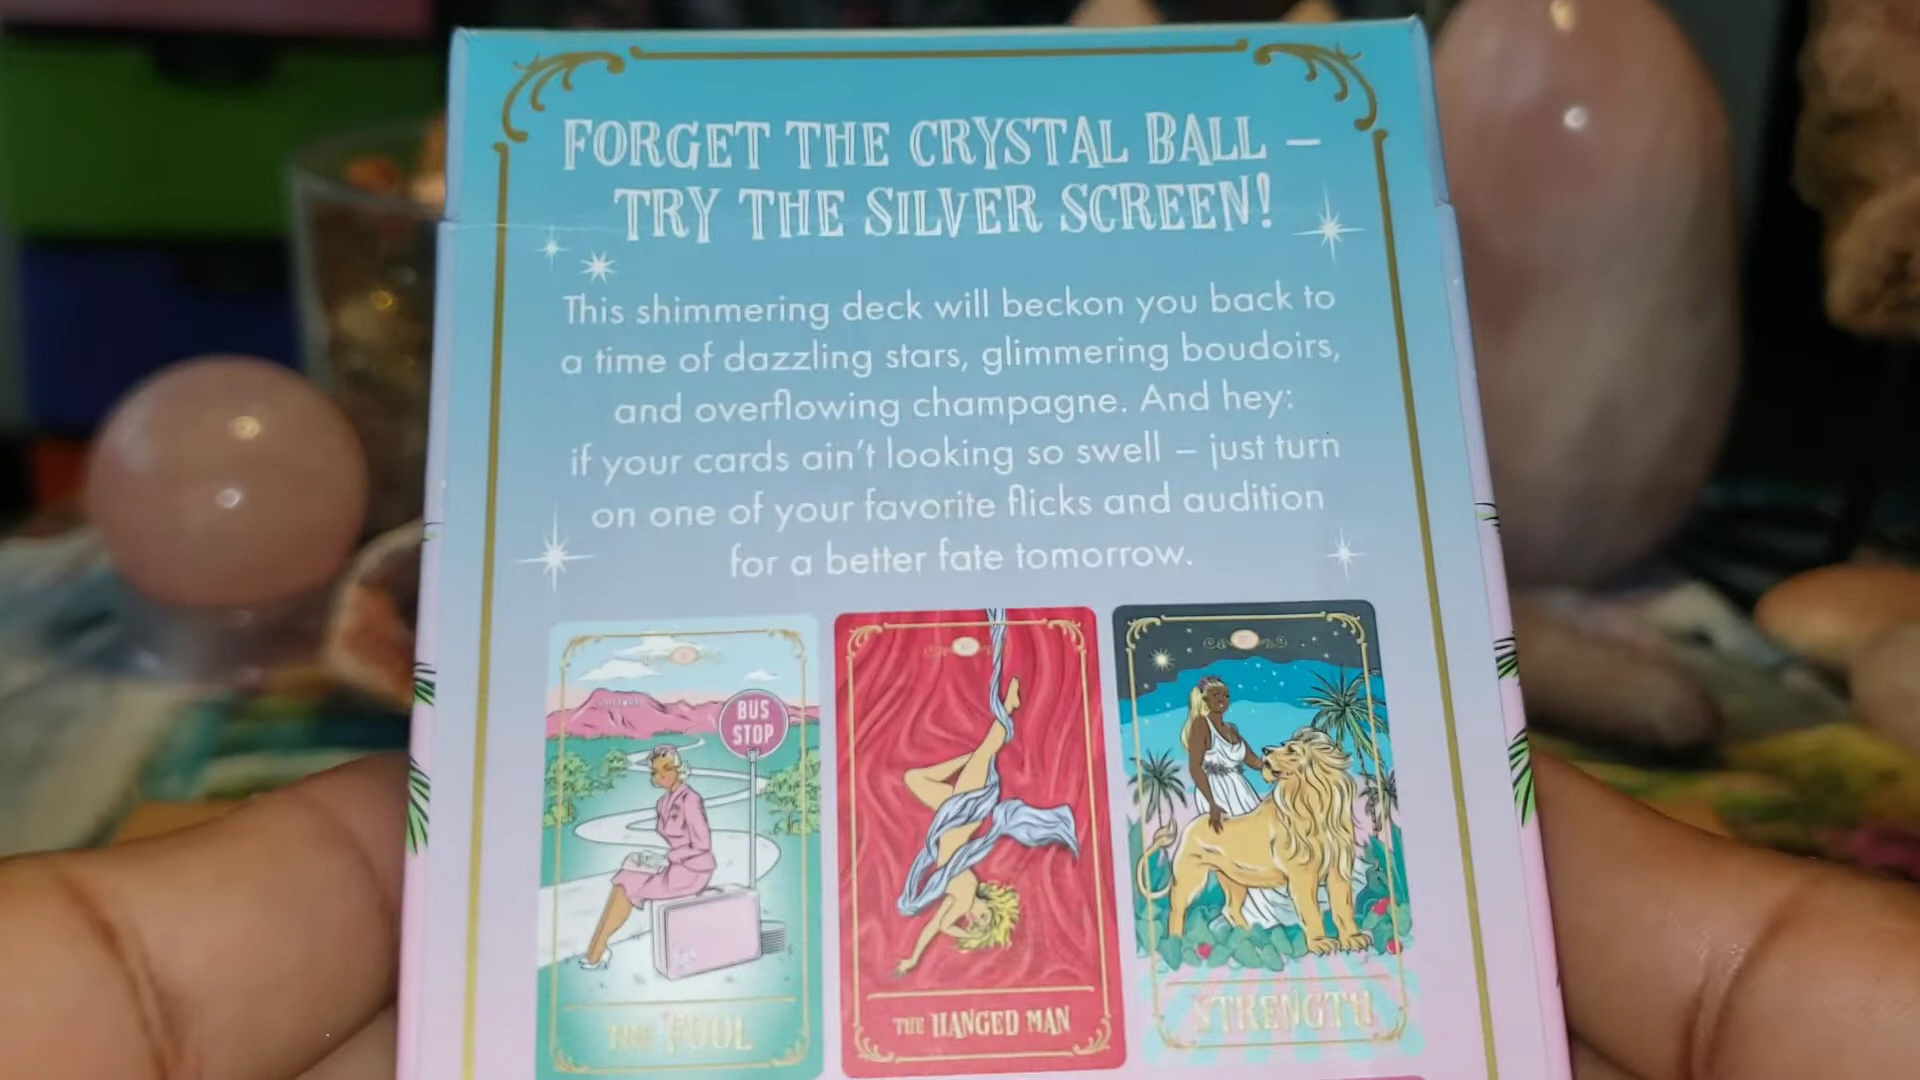 FORGET THE CRYSTAL BALL –
TRY THE SILVER SCREEN!
This shimmering deck will beckon you back to
a time of dazzling stars, glimmering boudoirs,
and overflowing champagne. And hey:
if your cards ain't looking so swell – just turn
on one of your favorite flicks and audition
for a better fate tomorrow.
BUS
STOP
THE FOOL
THE HANGED MAN
STRENGTH